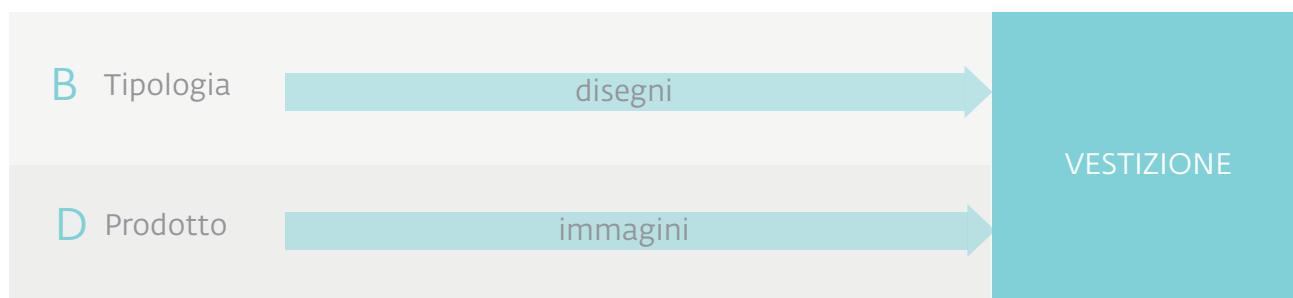 B Tipologia
disegni
VESTIZIONE
D Prodotto
immagini